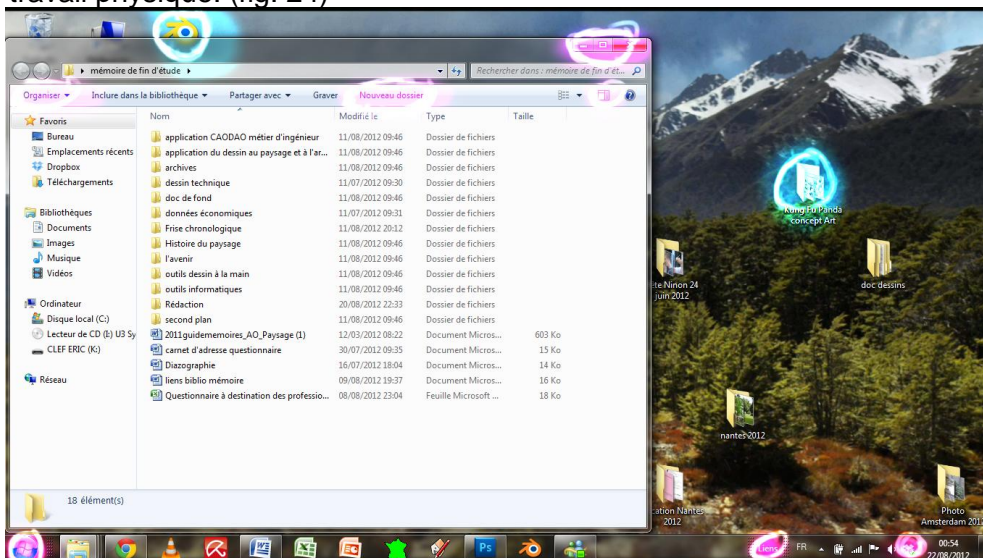 travail physique. (fig. 24)
mémoire de fin d'étude
Rechercher dans : mémoire de fin d'ét...
Organiser Inclure dans la bibliothèque Partager avec Graver Nouveau dossier
Nom Modifié le Type Taille
Favoris
Bureau
Emplacements récents
Dropbox
Téléchargements
Bibliothèques
Documents
Images
Musique
Vidéos
Ordinateur
Disque local (C:)
Lecteur de CD (E:) U3 Sy
CLEF ERIC (K:)
Réseau
application CAODAO métier d'ingénieur 11/08/2012 09:46 Dossier de fichiers
application du dessin au paysage et à l'ar... 11/08/2012 09:46 Dossier de fichiers
archives 11/08/2012 09:46 Dossier de fichiers
dessin technique 11/07/2012 09:30 Dossier de fichiers
doc de fond 11/08/2012 09:46 Dossier de fichiers
données économiques 11/07/2012 09:31 Dossier de fichiers
Frise chronologique 11/08/2012 20:12 Dossier de fichiers
Histoire du paysage 11/08/2012 09:46 Dossier de fichiers
l'avenir 11/08/2012 09:46 Dossier de fichiers
outils dessin à la main 11/08/2012 09:46 Dossier de fichiers
outils informatiques 11/08/2012 09:46 Dossier de fichiers
Rédaction 20/08/2012 22:33 Dossier de fichiers
second plan 11/08/2012 09:46 Dossier de fichiers
2011guidememoires_AO_Paysage (1) 12/03/2012 08:22 Document Micros... 603 Ko
carnet d'adresse questionnaire 30/07/2012 09:35 Document Micros... 15 Ko
Diazographie 16/07/2012 18:04 Document Micros... 14 Ko
liens biblio mémoire 09/08/2012 19:37 Document Micros... 16 Ko
Questionnaire à destination des professio... 08/08/2012 23:04 Feuille Microsoft ... 18 Ko
18 élément(s)
Kung Fu Panda
concept Art
te Ninon 24
juin 2012
doc dessins
nantes 2012
ation Nantes
2012
Photo
Amsterdam 201
Ps
Liens
FR
00:54
22/08/2012